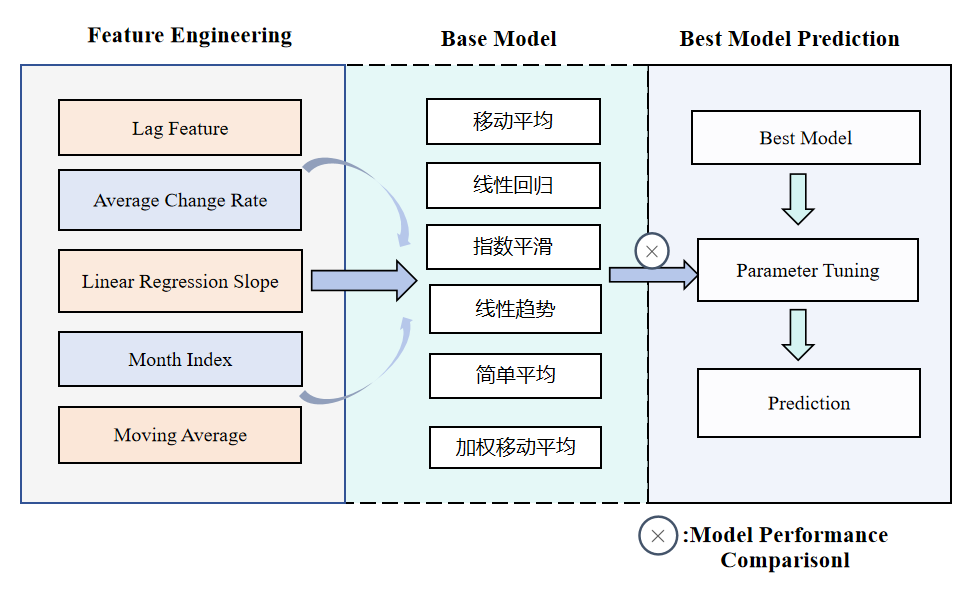 Feature Engineering
Lag Feature
Average Change Rate
Linear Regression Slope
Month Index
Moving Average
Base Model
移动平均
线性回归
指数平滑
线性趋势
简单平均
加权移动平均
Best Model Prediction
Best Model
Parameter Tuning
Prediction
:Model Performance
Comparisonl